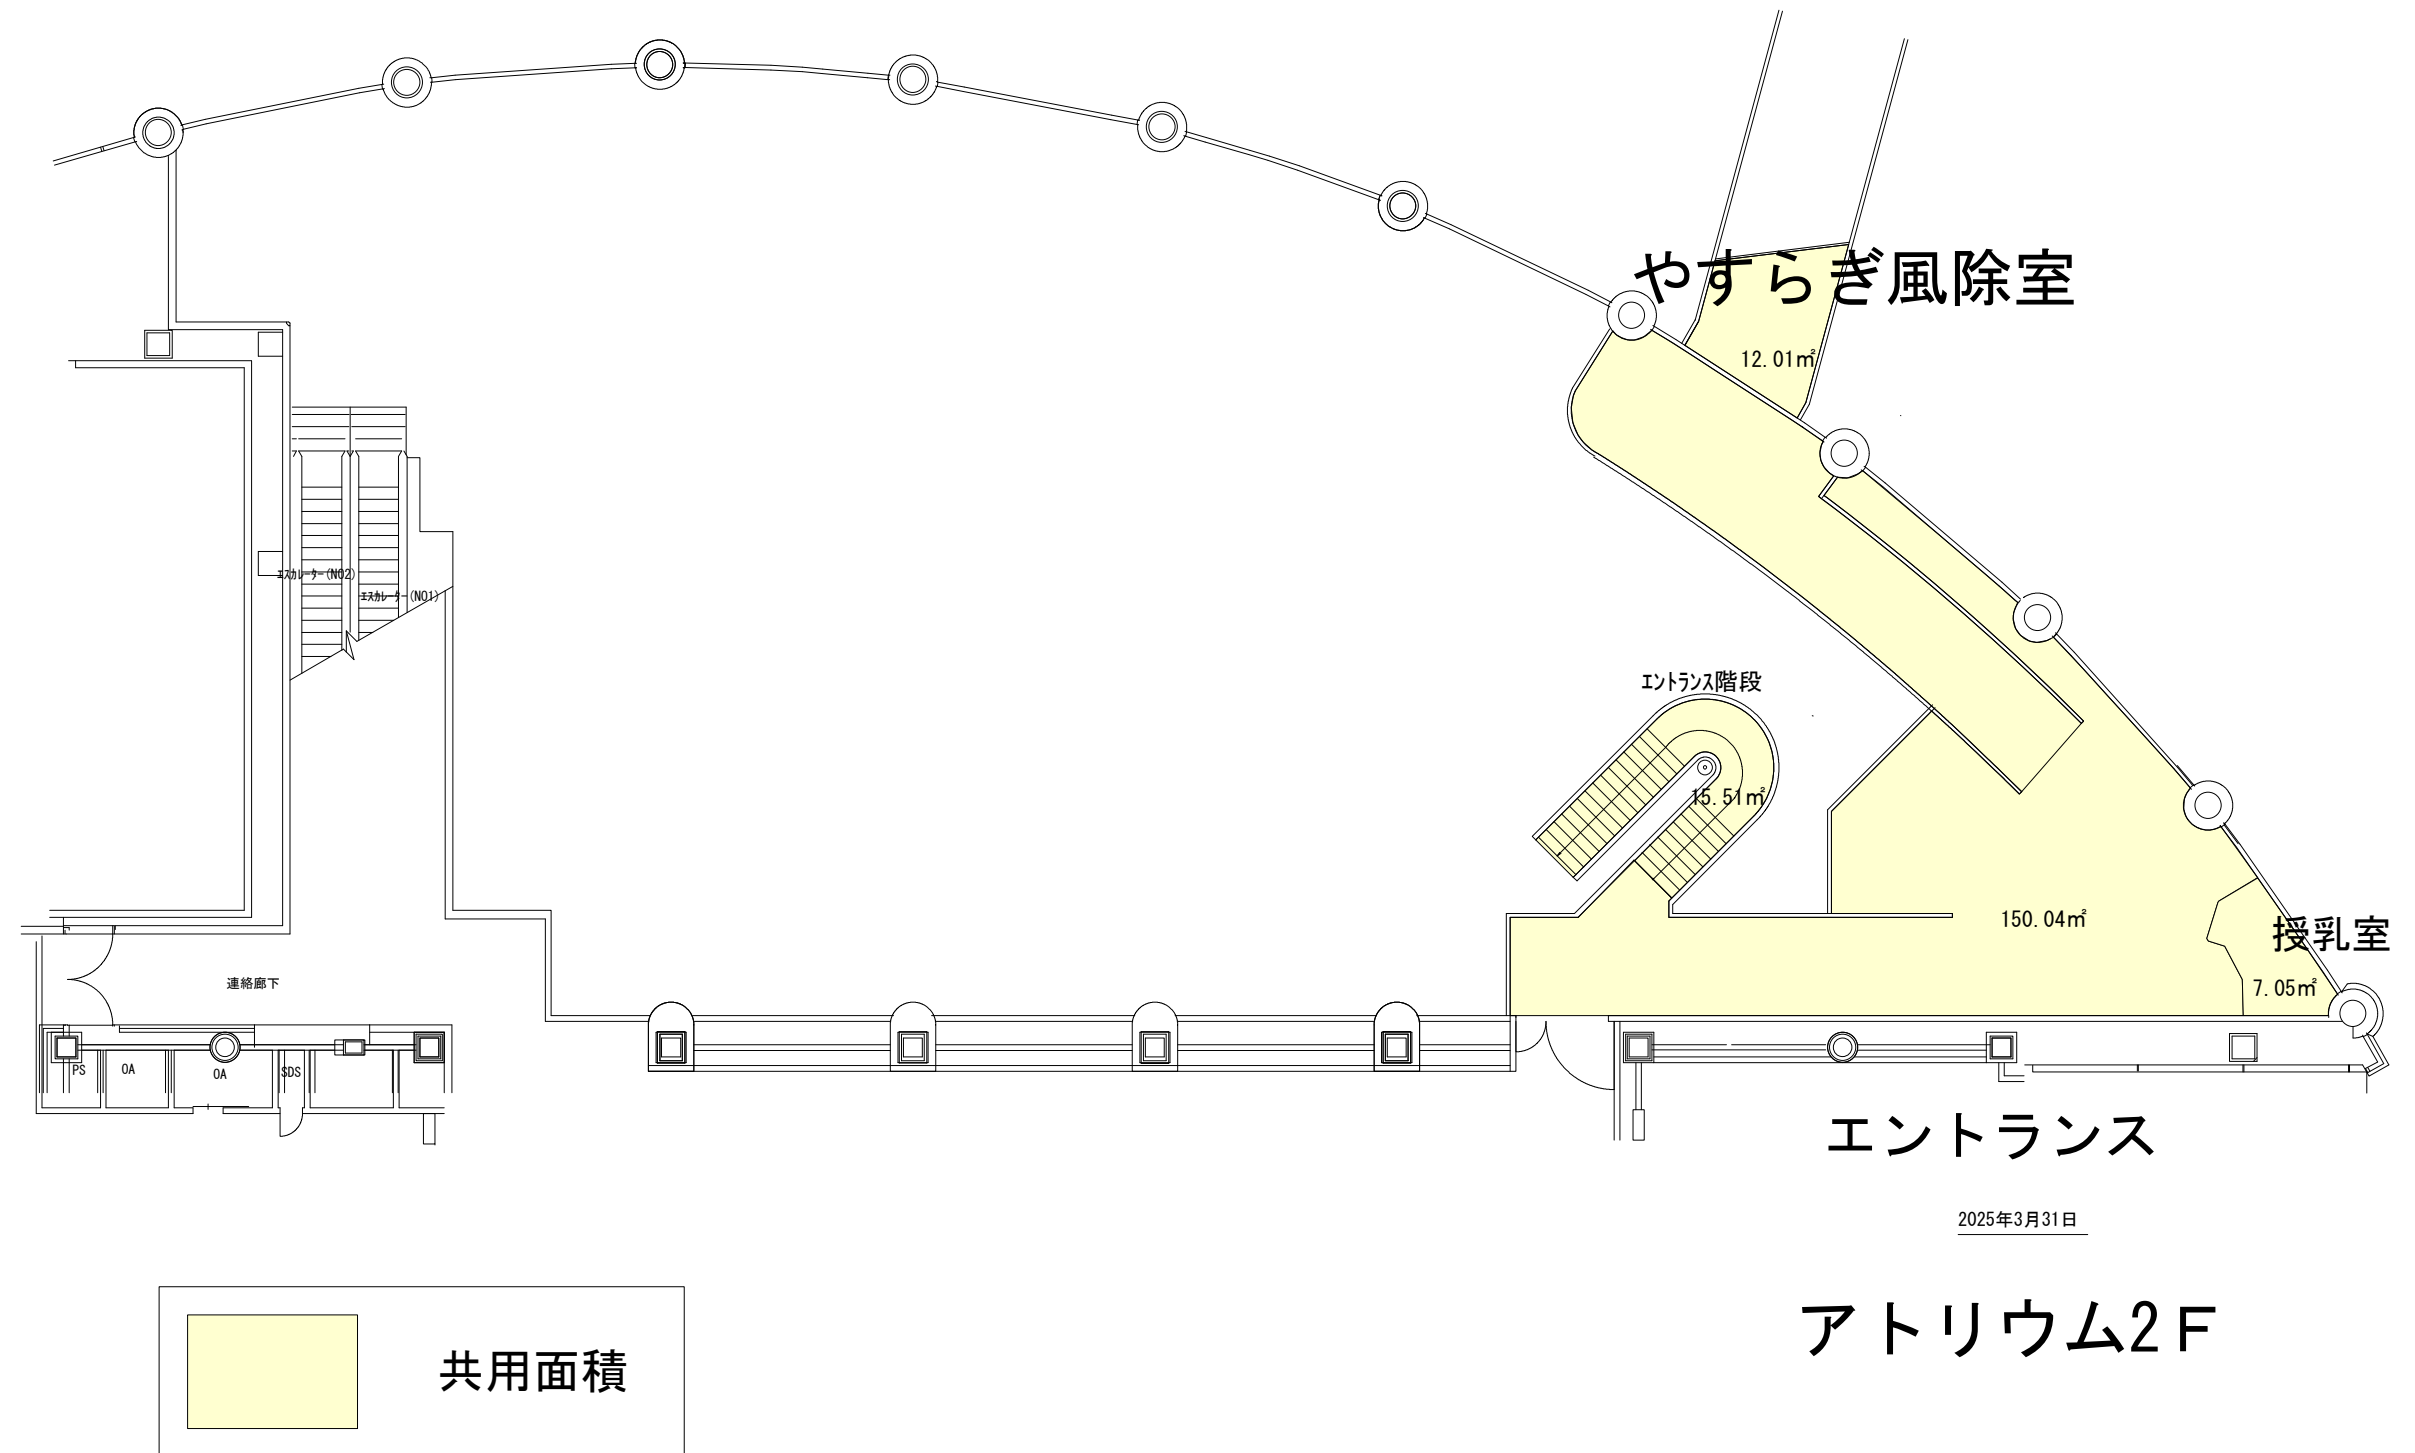 やすらぎ風除室
12.01㎡
ｴｽｶﾚｰﾀｰ(NO2)
ｴｽｶﾚｰﾀｰ(NO1)
ｴﾝﾄﾗﾝｽ階段
15.51㎡
150.04㎡
授乳室
7.05㎡
連絡廊下
PS
OA
OA
SDS
エントランス
2025年3月31日
アトリウム2Ｆ
共用面積